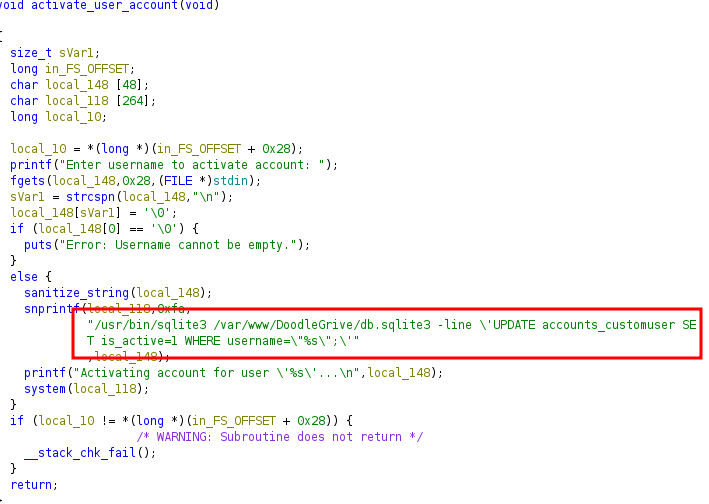 void activate_user_account(void)
{
size_t sVar1;
long in_FS_OFFSET;
char local_148 [48];
char local_118 [264];
long local_10;
local_10 = *(long *)(in_FS_OFFSET + 0x28);
printf("Enter username to activate account: ");
fgets(local_148,0x28,(FILE *)stdin);
sVar1 = strcspn(local_148,"\n");
local_148[sVar1] = '\0';
if (local_148[0] == '\0') {
puts("Error: Username cannot be empty.");
}
else {
sanitize_string(local_148);
snprintf(local_118,0xfa,
"/usr/bin/sqlite3 /var/www/DoodleGrive/db.sqlite3 -line \'UPDATE accounts_customuser SE
T is_active=1 WHERE username=\"%s\";\'"
,local_148);
printf("Activating account for user \'%s\'...\n",local_148);
system(local_118);
}
if (local_10 != *(long *)(in_FS_OFFSET + 0x28)) {
/* WARNING: Subroutine does not return */
__stack_chk_fail();
}
return;